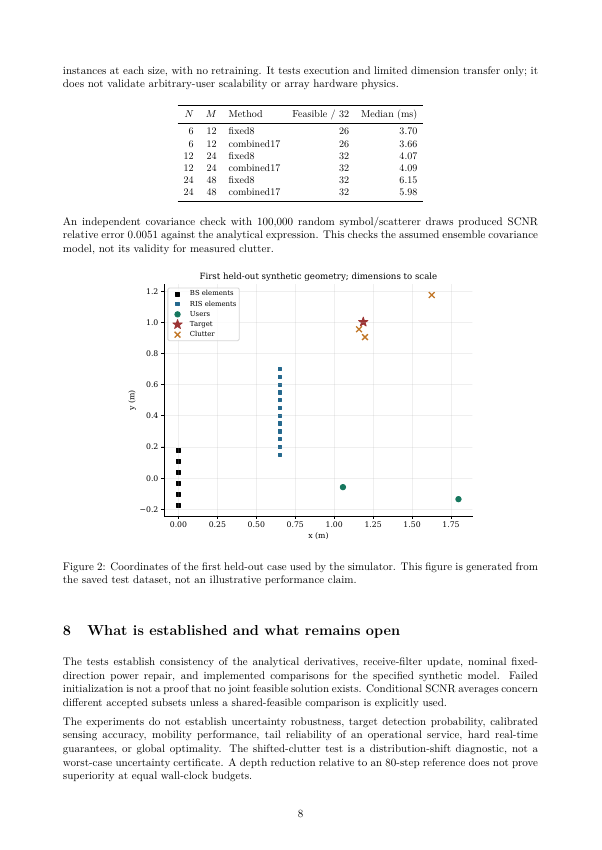 instances at each size, with no retraining. It tests execution and limited dimension transfer only; it
does not validate arbitrary-user scalability or array hardware physics.
N M Method Feasible / 32 Median (ms)
6 12 fixed8 26 3.70
6 12 combined17 26 3.66
12 24 fixed8 32 4.07
12 24 combined17 32 4.09
24 48 fixed8 32 6.15
24 48 combined17 32 5.98
An independent covariance check with 100,000 random symbol/scatterer draws produced SCNR
relative error 0.0051 against the analytical expression. This checks the assumed ensemble covariance
model, not its validity for measured clutter.
First held-out synthetic geometry; dimensions to scale
BS elements
RIS elements
Users
Target
Clutter
1.2
1.0
0.8
0.6
0.4
0.2
0.0
−0.2
y (m)
0.00 0.25 0.50 0.75 1.00 1.25 1.50 1.75
x (m)
Figure 2: Coordinates of the first held-out case used by the simulator. This figure is generated from
the saved test dataset, not an illustrative performance claim.
8 What is established and what remains open
The tests establish consistency of the analytical derivatives, receive-filter update, nominal fixed-
direction power repair, and implemented comparisons for the specified synthetic model. Failed
initialization is not a proof that no joint feasible solution exists. Conditional SCNR averages concern
different accepted subsets unless a shared-feasible comparison is explicitly used.
The experiments do not establish uncertainty robustness, target detection probability, calibrated
sensing accuracy, mobility performance, tail reliability of an operational service, hard real-time
guarantees, or global optimality. The shifted-clutter test is a distribution-shift diagnostic, not a
worst-case uncertainty certificate. A depth reduction relative to an 80-step reference does not prove
superiority at equal wall-clock budgets.
8